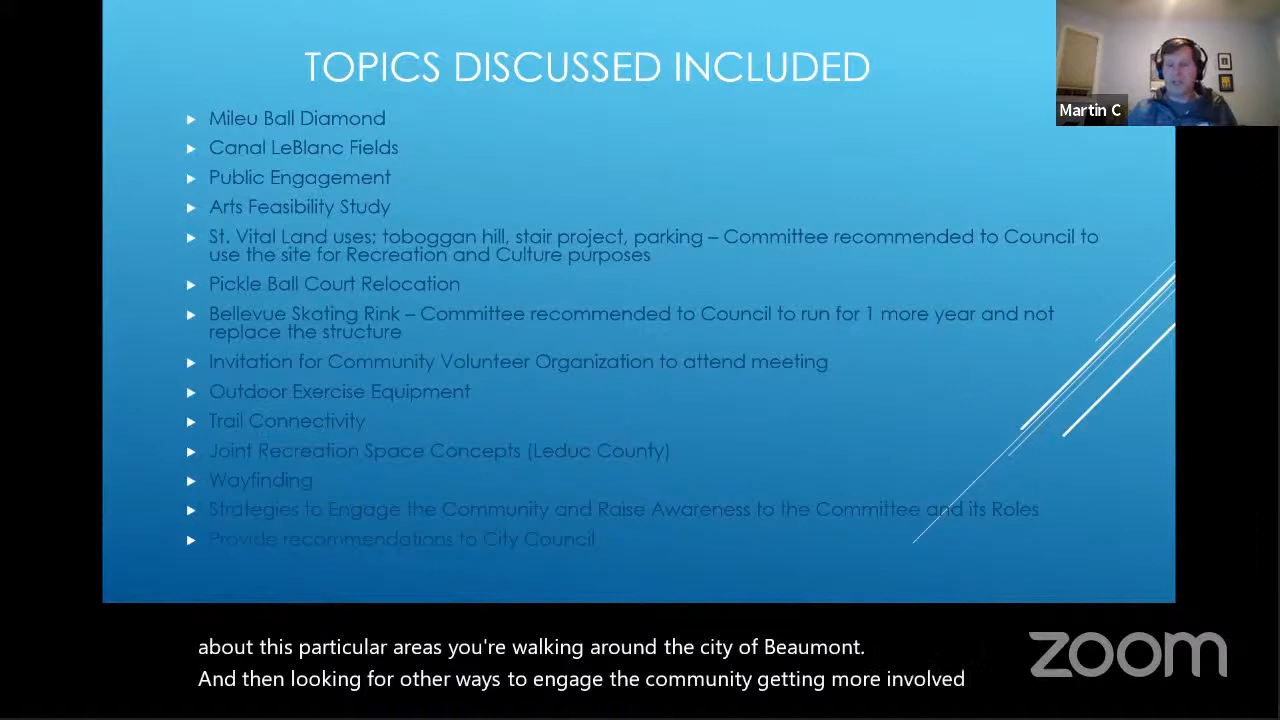 TOPICS DISCUSSED INCLUDED
Martin C
Mileu Ball Diamond
Canal LeBlanc Fields
Public Engagement
Arts Feasibility Study
St. Vital Land uses; toboggan hill, stair project, parking – Committee recommended to Council to
use the site for Recreation and Culture purposes
Pickle Ball Court Relocation
Bellevue Skating Rink – Committee recommended to Council to run for 1 more year and not
replace the structure
Invitation for Community Volunteer Organization to attend meeting
Outdoor Exercise Equipment
Trail Connectivity
Joint Recreation Space Concepts (Leduc County)
Wayfinding
Strategies to Engage the Community and Raise Awareness to the Committee and its Roles
Provide recommendations to City Council
about this particular areas you're walking around the city of Beaumont.
And then looking for other ways to engage the community getting more involved
zoom